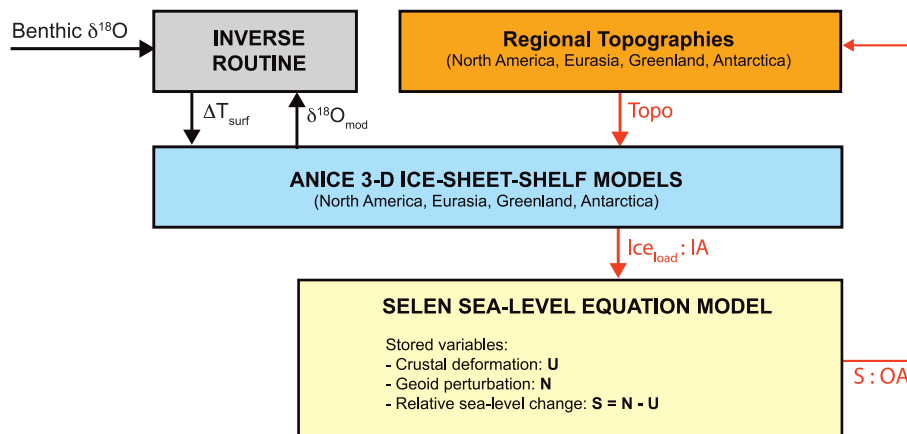 Benthic δ¹⁸O
INVERSE
ROUTINE
Regional Topographies
(North America, Eurasia, Greenland, Antarctica)
ΔTsurf
δ¹⁸Omod
Topo
ANICE 3-D ICE-SHEET-SHELF MODELS
(North America, Eurasia, Greenland, Antarctica)
Iceload : IA
SELEN SEA-LEVEL EQUATION MODEL
Stored variables:
- Crustal deformation: U
- Geoid perturbation: N
- Relative sea-level change: S = N - U
S : OA